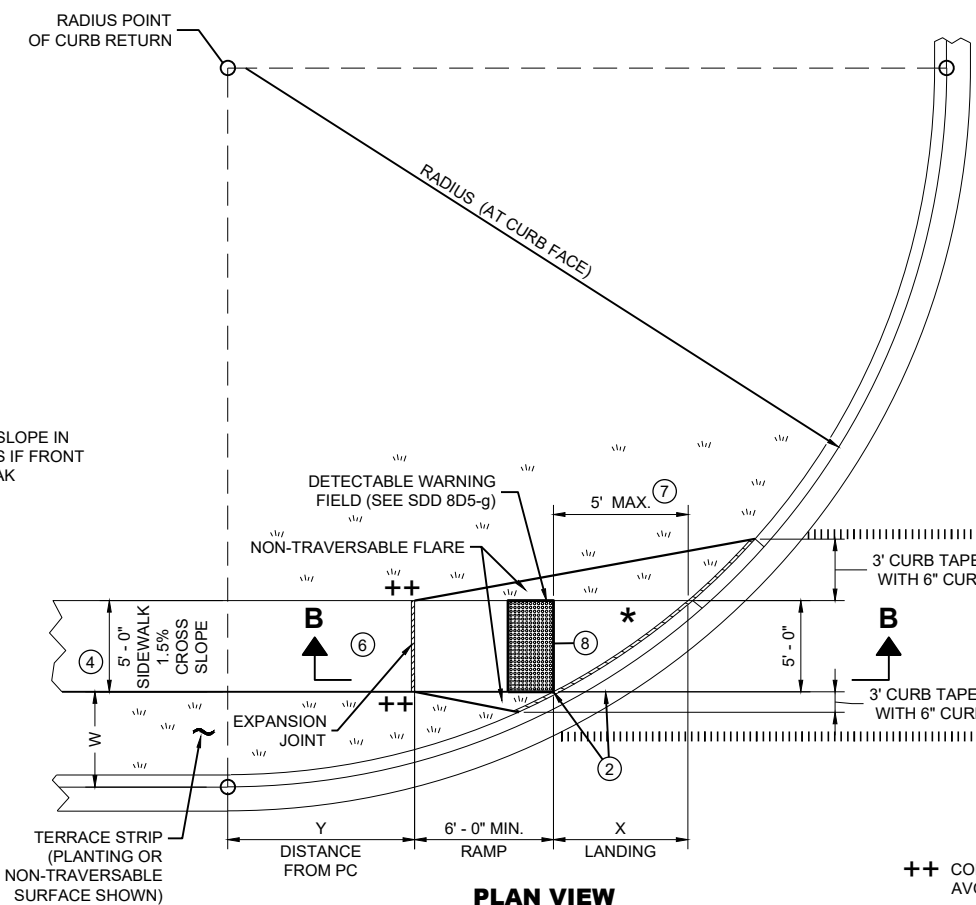 RADIUS POINT
OF CURB RETURN
RADIUS (AT CURB FACE)
SLOPE IN
S IF FRONT
AK
DETECTABLE WARNING
FIELD (SEE SDD 8D5-g)
5' MAX.
7
NON-TRAVERSABLE FLARE
3' CURB TAPE
WITH 6" CUR
++
*
B
B
4
5' - 0"
SIDEWALK
1.5%
CROSS
SLOPE
6
8
5' - 0"
++
3' CURB TAPE
WITH 6" CUR
W
~
EXPANSION
JOINT
2
TERRACE STRIP
(PLANTING OR
NON-TRAVERSABLE
SURFACE SHOWN)
Y
DISTANCE
FROM PC
6' - 0" MIN.
RAMP
X
LANDING
PLAN VIEW
++ CO
AVO